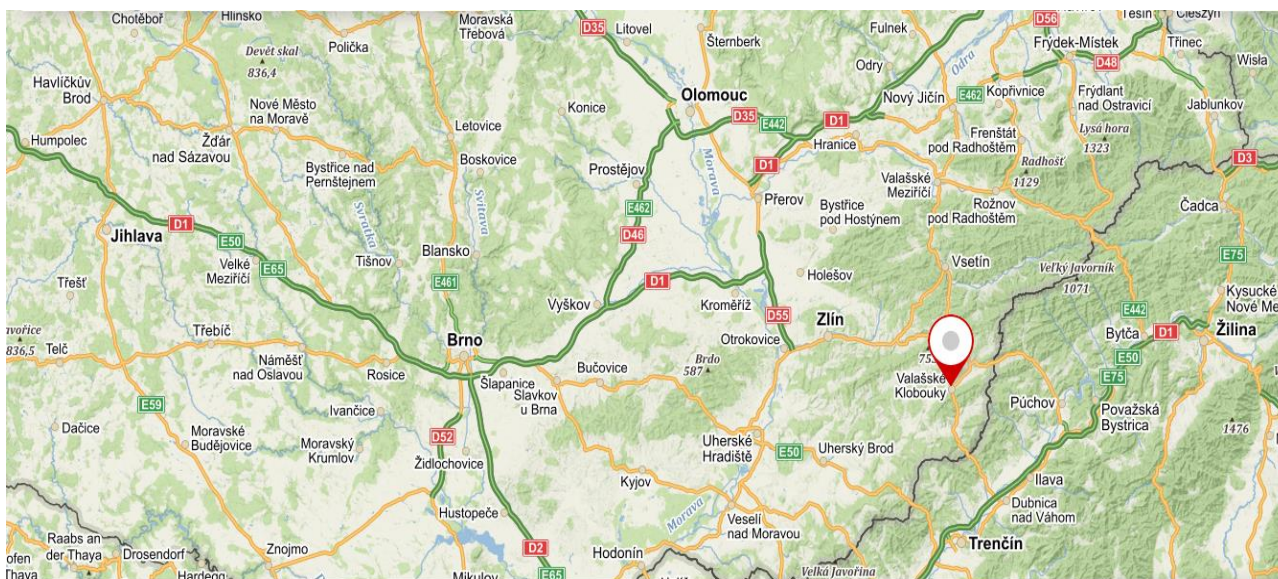 Chotěboř
Hlinsko
Polička
Moravská
Třebová
D35
Litovel
Šternberk
Fulnek
D56
Těšín
Cieszyn
Frýdek-Místek
Třinec
Devět skal
836,4
Odry
Odra
D48
Wisła
Havlíčkův
Brod
Nové Město
na Moravě
Letovice
Konice
Olomouc
D35
E442
D1
Nový Jičín
E462
Kopřivnice
Frýdlant
nad Ostravicí
Jablunkov
Humpolec
Žďár
nad Sázavou
Bystřice nad
Pernštejnem
Boskovice
Prostějov
Morava
D1
Hranice
Frenštát
pod Radhoštěm
Lysá hora
1323
D3
Svratka
Svitava
Přerov
Valašské
Meziříčí
Radhošť
1129
Rožnov
pod Radhoštěm
Čadca
Jihlava
D1
E50
E65
E462
D46
Bystřice
pod Hostýnem
Velké
Meziříčí
Tišnov
Blansko
E461
Třešť
Vyškov
D1
Kroměříž
Holešov
Vsetín
Veľký Javorník
1071
E75
Kysucké
Nové Me
E442
836,5
Telč
Třebíč
Náměšť
nad Oslavou
Rosice
Brno
D55
Otrokovice
Zlín
Bytča
D1
Žilina
E50
E75
Šlapanice
Slavkov
u Brna
Bučovice
Brdo
587
Valašské
Klobouky
Púchov
Považská
Bystrica
E59
Ivančice
Dačice
Moravské
Budějovice
Moravský
Krumlov
D52
Židlochovice
Uherské
Hradiště
E50
Uherský Brod
1476
Kyjov
Morava
Ilava
Dubnica
nad Váhom
Hustopeče
Veselí
nad Moravou
Raabs an
der Thaya
Drosendorf
Znojmo
D2
Hodonín
Trenčín
Hardegg
Mikulov
E65
Velká Javořina